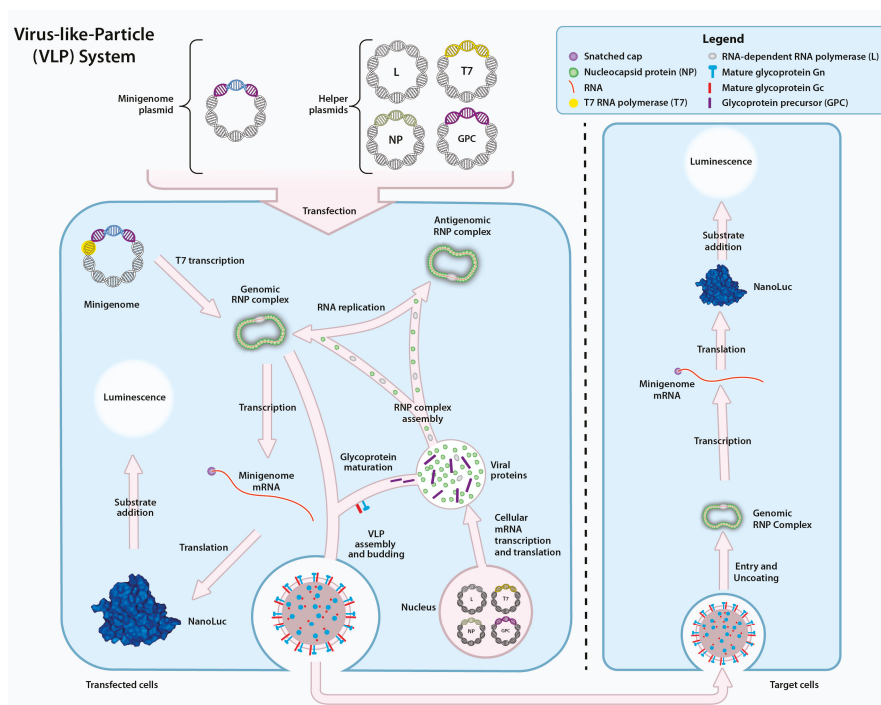 Virus-like-Particle
(VLP) System
Minigenome
plasmid
Helper
plasmids
L
T7
NP
GPC
Legend
Snatched cap
Nucleocapsid protein (NP)
RNA
T7 RNA polymerase (T7)
RNA-dependent RNA polymerase (L)
Mature glycoprotein Gn
Mature glycoprotein Gc
Glycoprotein precursor (GPC)
Transfection
Minigenome
T7 transcription
Genomic
RNP complex
RNA replication
Antigenomic
RNP complex
Luminescence
Transcription
RNP complex
assembly
Glycoprotein
maturation
Viral
proteins
Minigenome
mRNA
Substrate
addition
Translation
VLP
assembly
and budding
Cellular
mRNA
transcription
and translation
NanoLuc
Nucleus
L
T7
NP
GPC
Transfected cells
Luminescence
Substrate
addition
NanoLuc
Translation
Minigenome
mRNA
Transcription
Genomic
RNP Complex
Entry and
Uncoating
Target cells